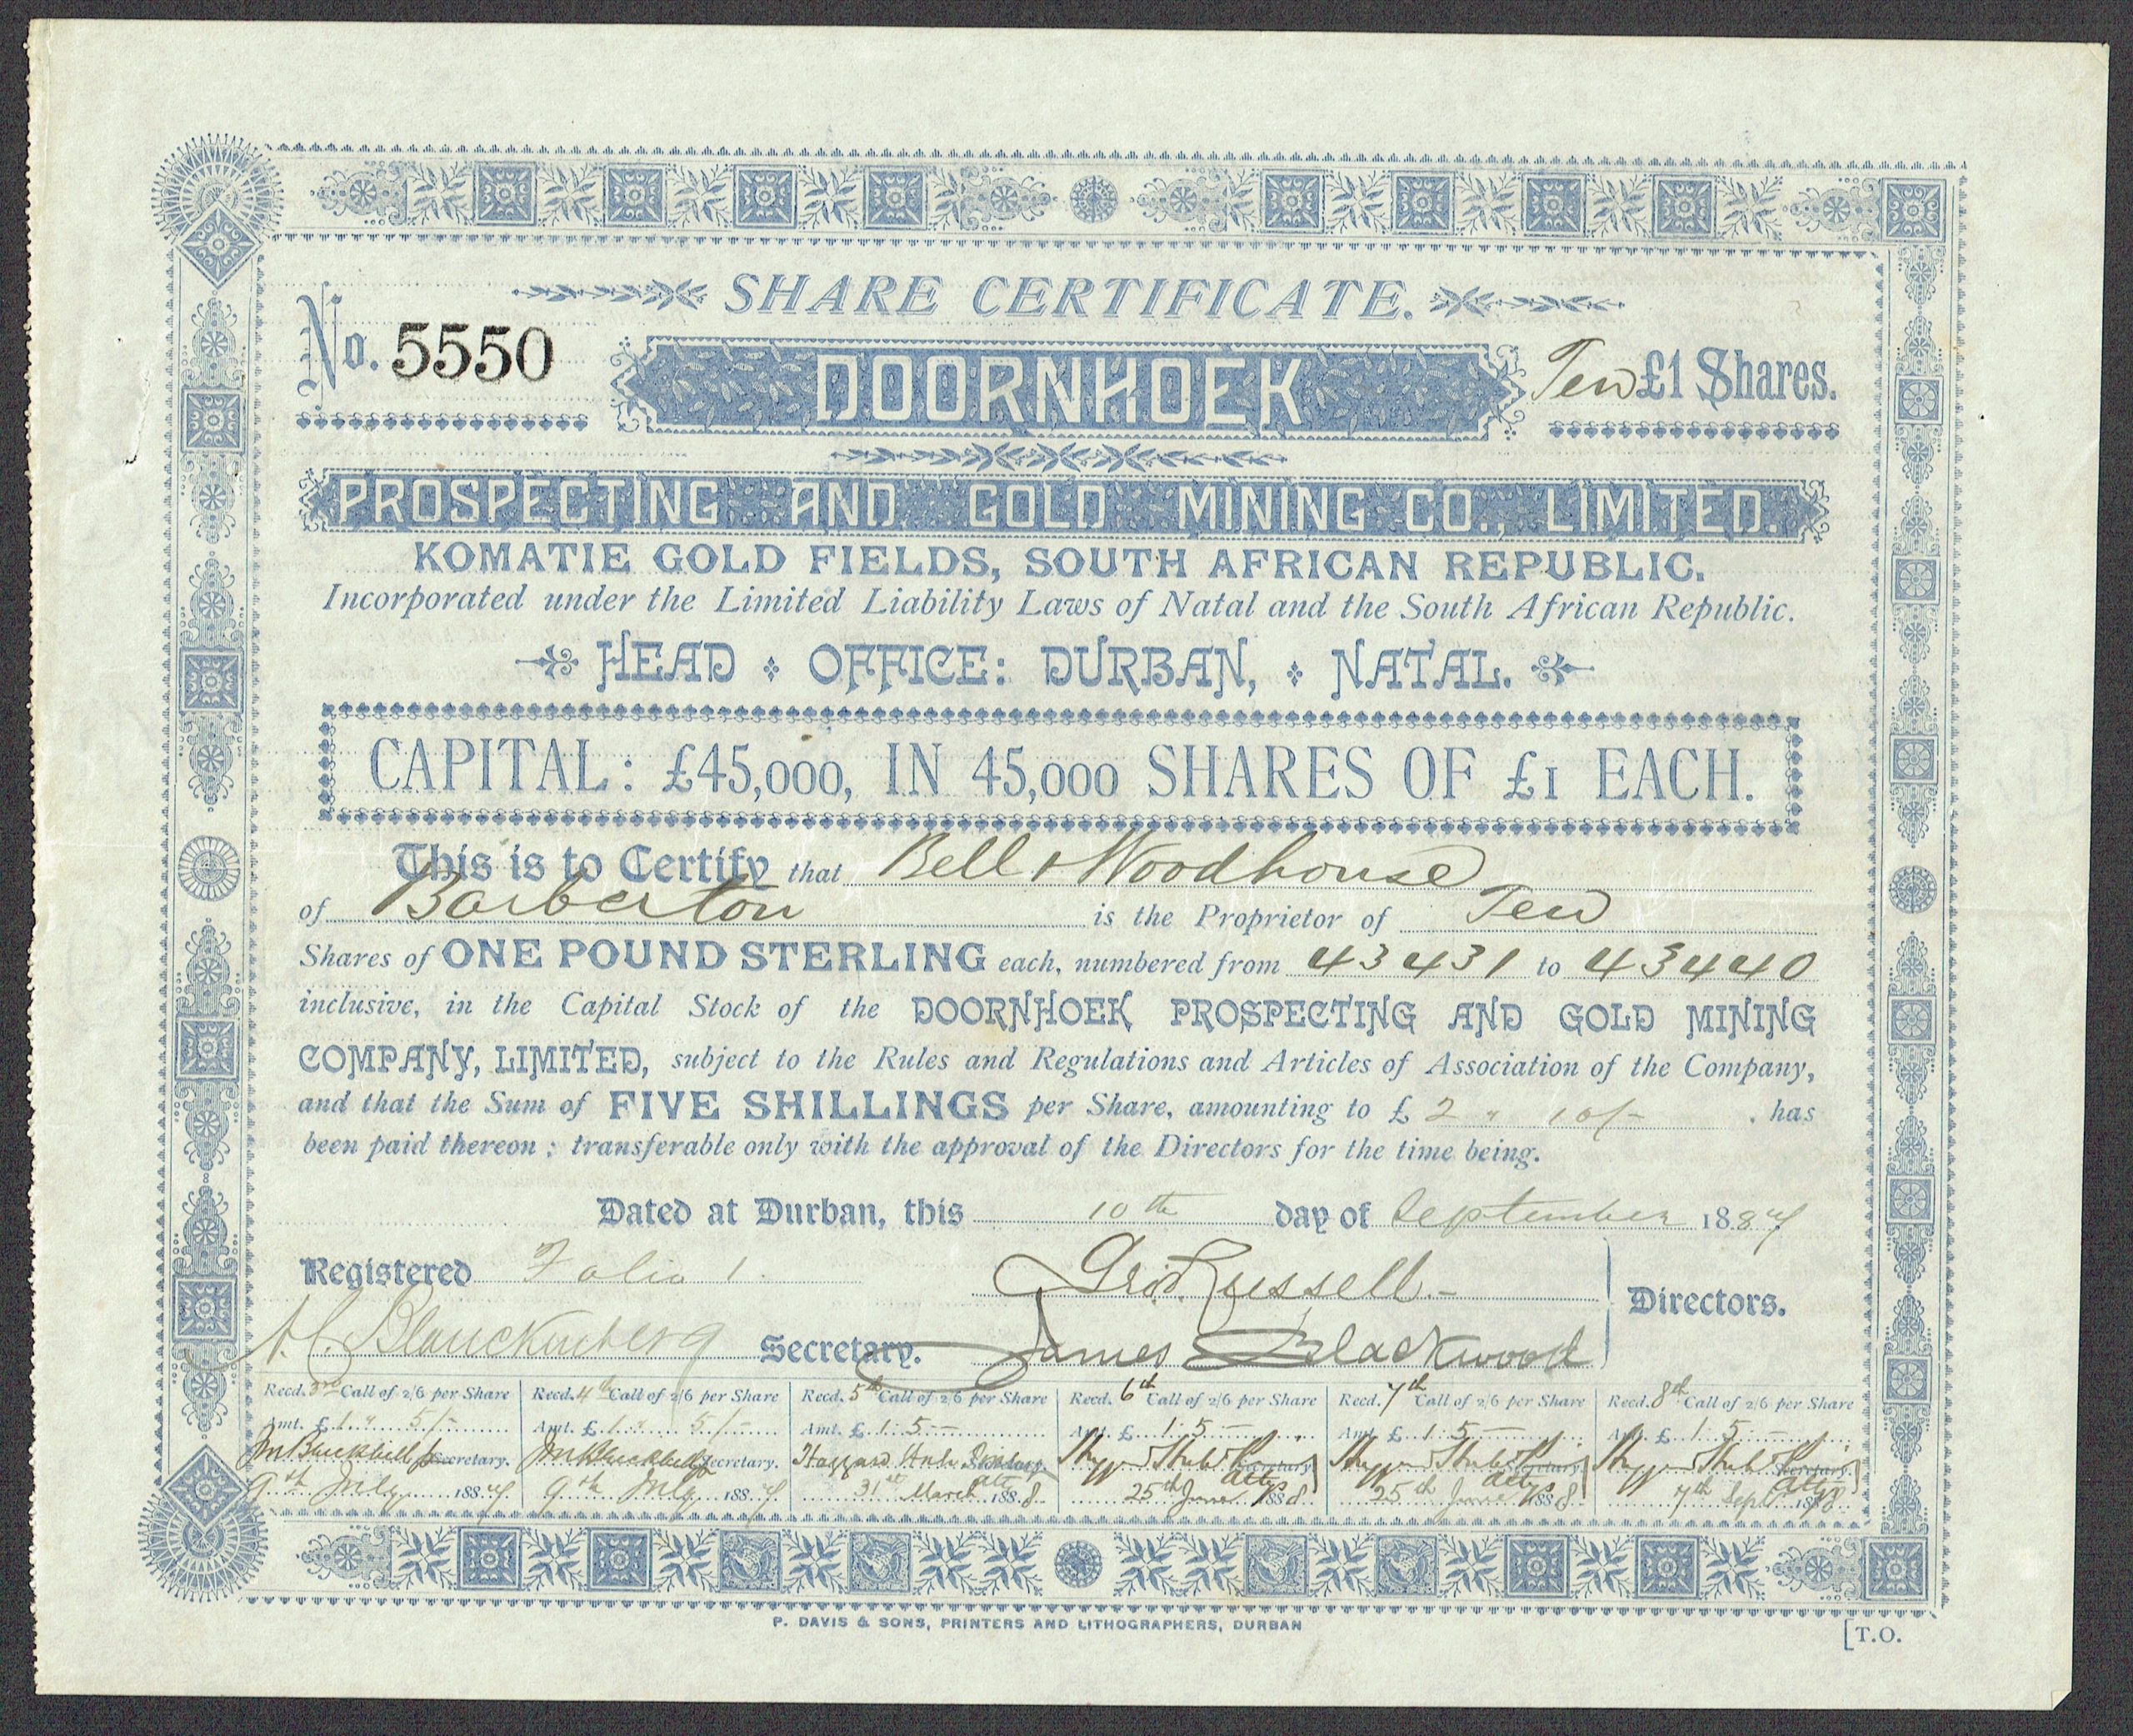 SHARE CERTIFICATE.
No. 5550
DOORNHOEK
Ten £1 Shares.
PROSPECTING AND GOLD MINING CO., LIMITED.
KOMATIE GOLD FIELDS, SOUTH AFRICAN REPUBLIC.
Incorporated under the Limited Liability Laws of Natal and the South African Republic.
HEAD OFFICE: DURBAN, NATAL.
CAPITAL: £45,000, IN 45,000 SHARES OF £1 EACH.
This is to Certify that Bell & Woodhouse
of Barberton is the Proprietor of Ten
Shares of ONE POUND STERLING each, numbered from 43431 to 43440
inclusive, in the Capital Stock of the DOORNHOEK PROSPECTING AND GOLD MINING
COMPANY, LIMITED, subject to the Rules and Regulations and Articles of Association of the Company,
and that the Sum of FIVE SHILLINGS per Share, amounting to £ 2 " 10/- . has
been paid thereon; transferable only with the approval of the Directors for the time being.
Dated at Durban, this 10th day of September 1887
Registered Folio 1.
Geo. Russell.-
Directors.
Blanckenberg Secretary. James Blackwood
Recd. 3rd Call of 2/6 per Share Recd. 4th Call of 2/6 per Share Recd. 5th Call of 2/6 per Share Recd. 6th Call of 2/6 per Share Recd. 7th Call of 2/6 per Share Recd. 8th Call of 2/6 per Share
Amt. £ 1 " 5/- Amt. £ 1 " 5/- Amt. £ 1:5- Amt. £ 1:5- Amt. £ 1:5- Amt. £ 1:5-
Secretary. Secretary. Secretary Secretary Secretary Secretary.
9th July 1887 9th July 1887 31st March 1888 25th June 1888 25th June 1888 7th Sept 1888
P. DAVIS & SONS, PRINTERS AND LITHOGRAPHERS, DURBAN
[T.O.